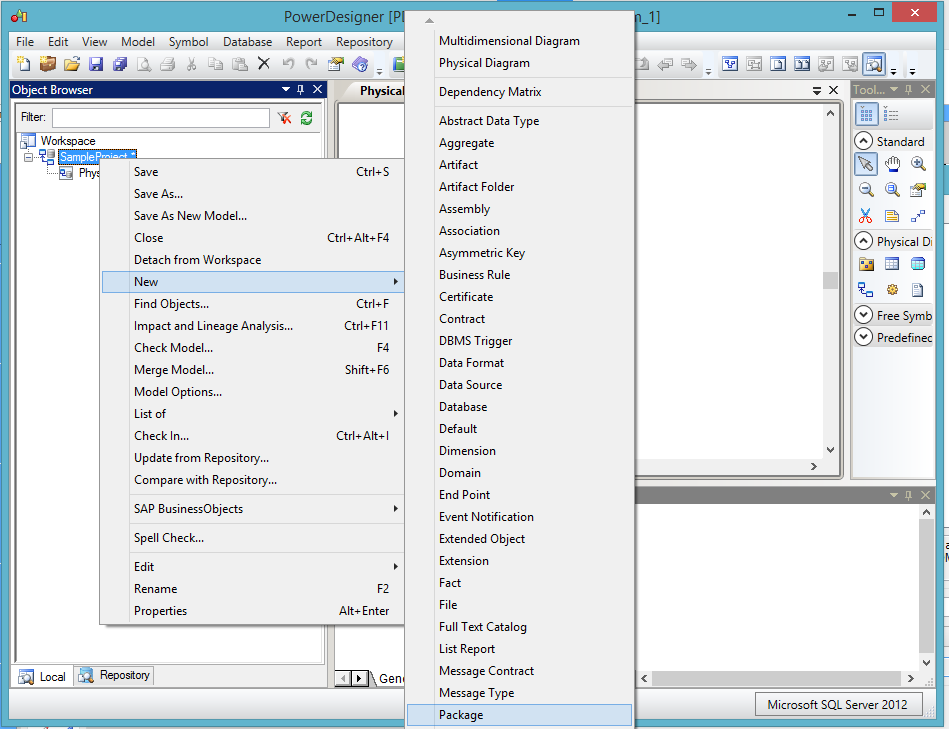 PowerDesigner [P
m_1]
File Edit View Model Symbol Database Report Repository
Object Browser
Filter:
Workspace
SampleProject *
Phys
Save Ctrl+S
Save As...
Save As New Model...
Close Ctrl+Alt+F4
Detach from Workspace
New
Find Objects... Ctrl+F
Impact and Lineage Analysis... Ctrl+F11
Check Model... F4
Merge Model... Shift+F6
Model Options...
List of
Check In... Ctrl+Alt+I
Update from Repository...
Compare with Repository...
SAP BusinessObjects
Spell Check...
Edit
Rename F2
Properties Alt+Enter
Local Repository
Physical
Multidimensional Diagram
Physical Diagram
Dependency Matrix
Abstract Data Type
Aggregate
Artifact
Artifact Folder
Assembly
Association
Asymmetric Key
Business Rule
Certificate
Contract
DBMS Trigger
Data Format
Data Source
Database
Default
Dimension
Domain
End Point
Event Notification
Extended Object
Extension
Fact
File
Full Text Catalog
List Report
Message Contract
Message Type
Package
Tool...
Standard
Physical Di
Free Symb
Predefined
Gene
Microsoft SQL Server 2012